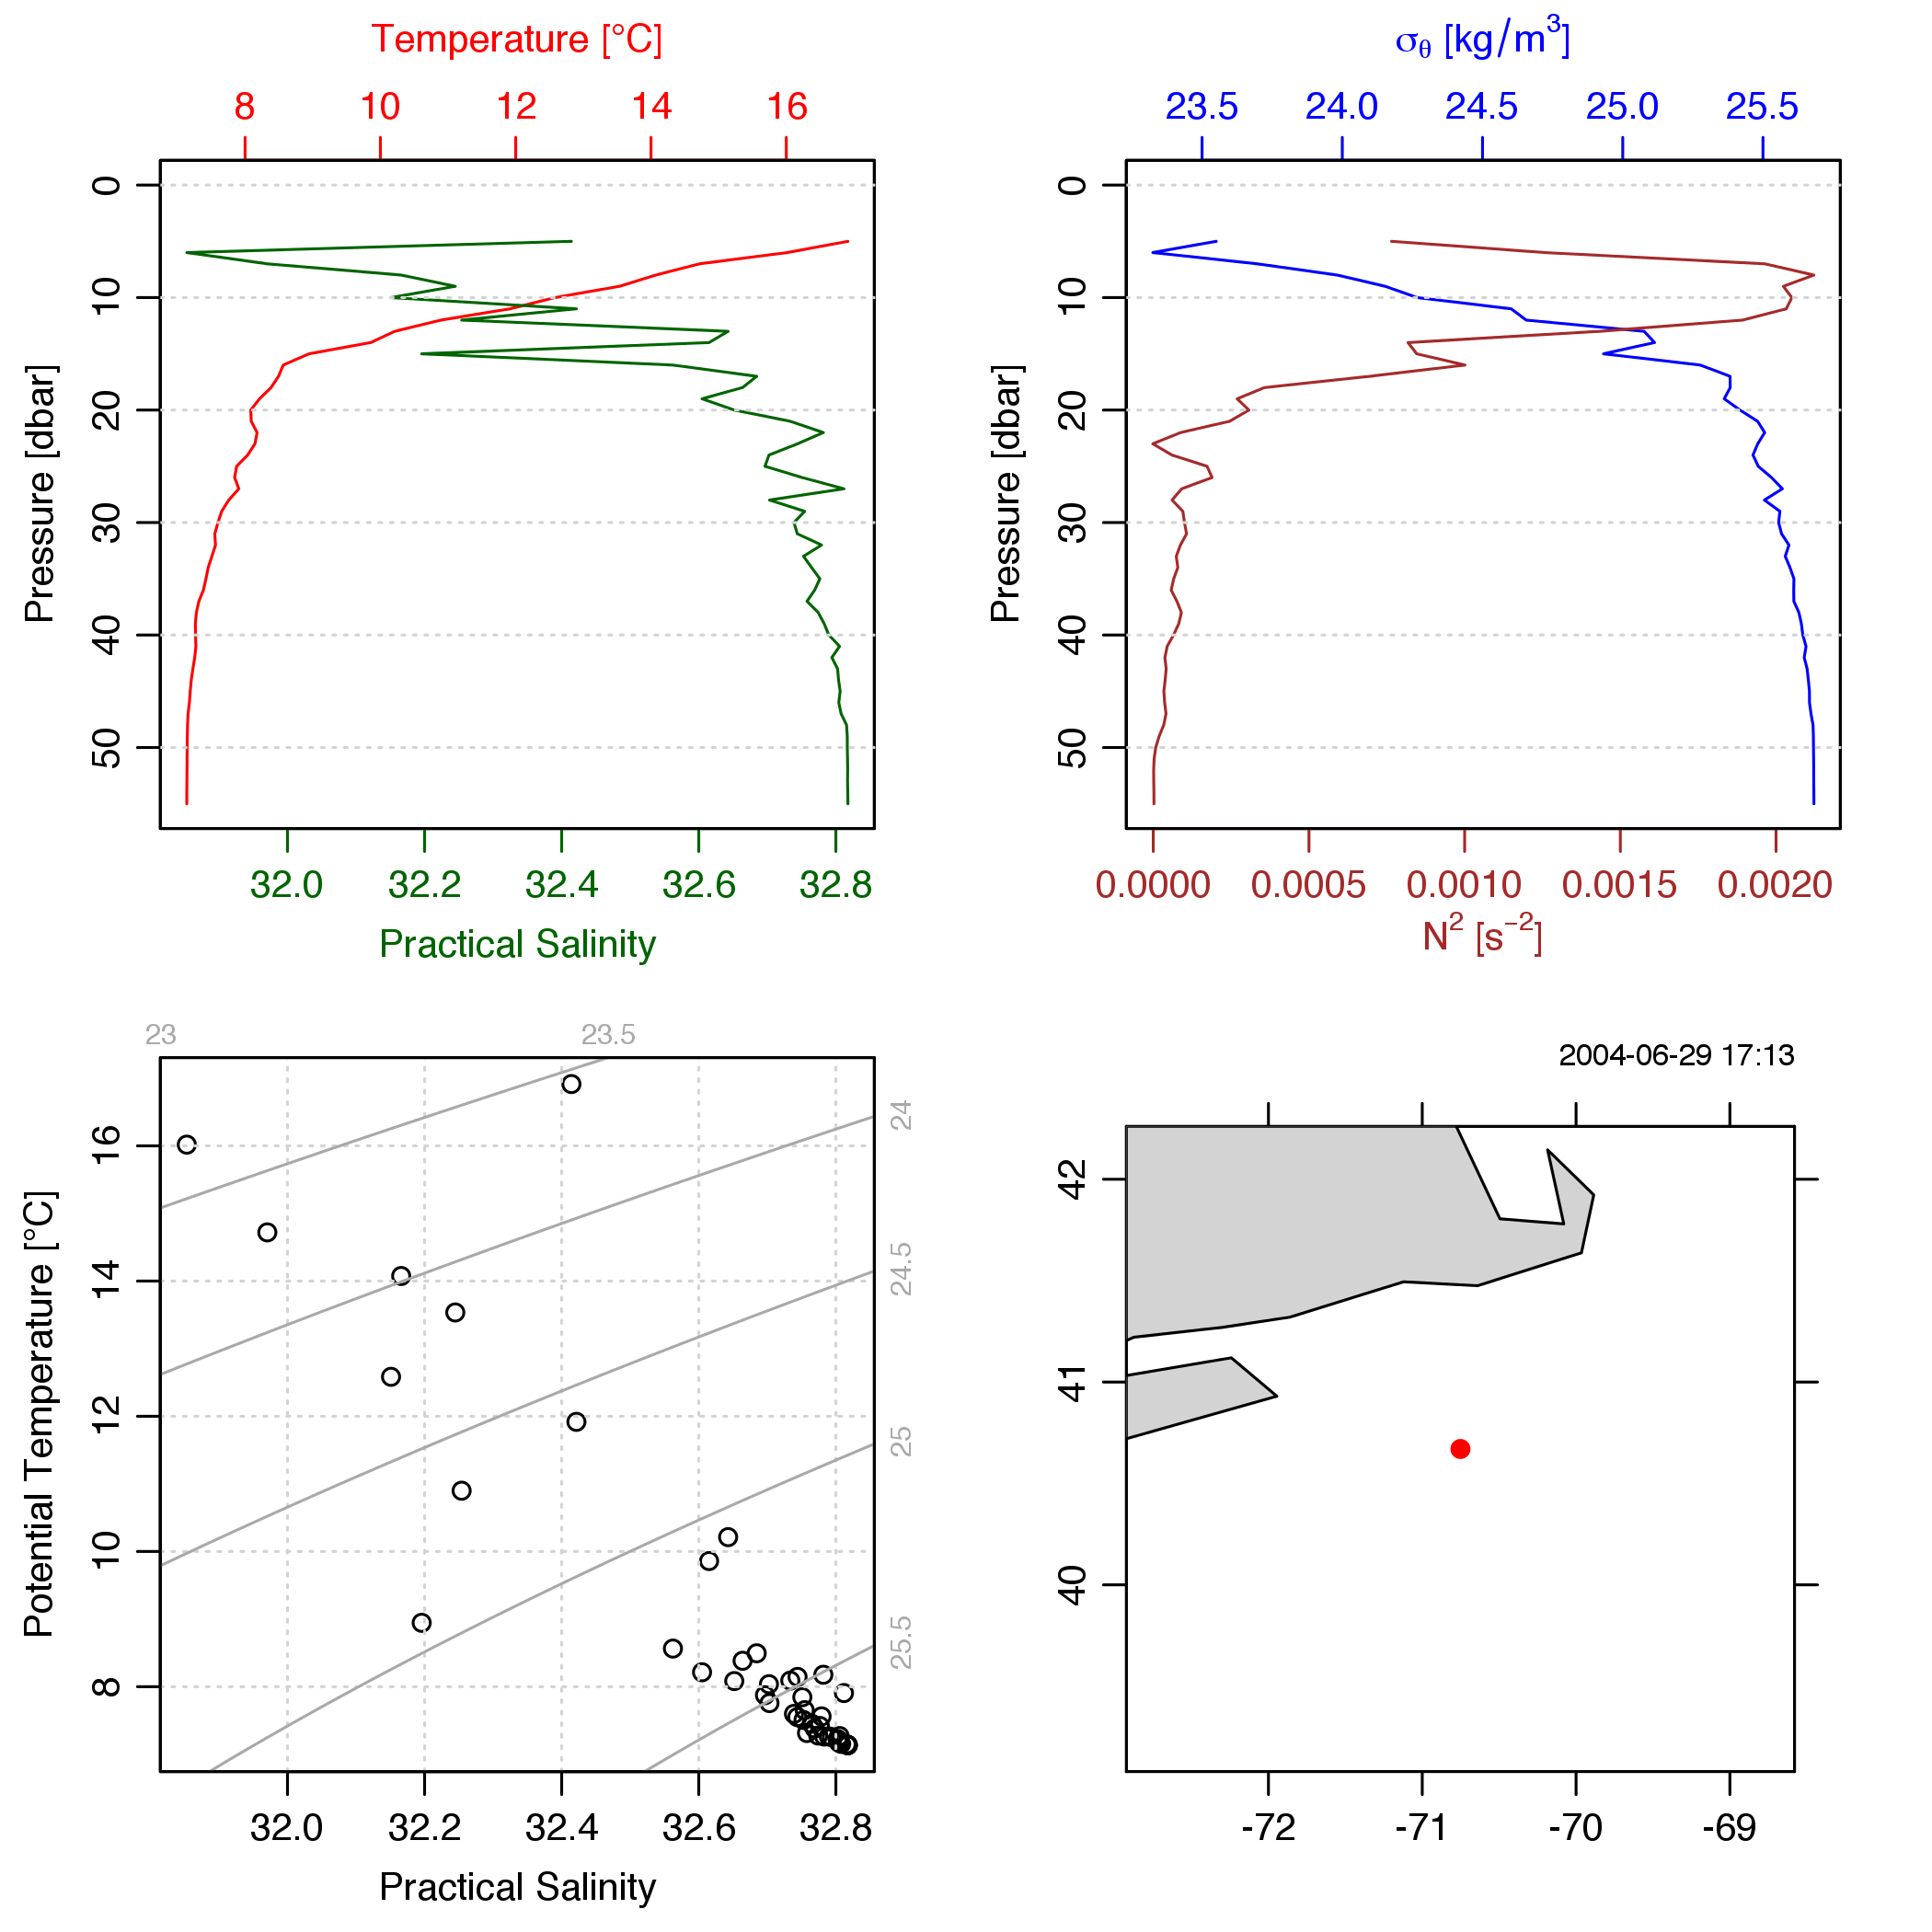 Temperature [°C]
8 10 12 14 16
0 10 20 30 40 50
Pressure [dbar]
32.0 32.2 32.4 32.6 32.8
Practical Salinity
σθ [kg/m³]
23.5 24.0 24.5 25.0 25.5
0 10 20 30 40 50
Pressure [dbar]
0.0000 0.0005 0.0010 0.0015 0.0020
N² [s⁻²]
23 23.5
24
24.5
25
25.5
16 14 12 10 8
Potential Temperature [°C]
32.0 32.2 32.4 32.6 32.8
Practical Salinity
2004-06-29 17:13
42
41
40
-72 -71 -70 -69